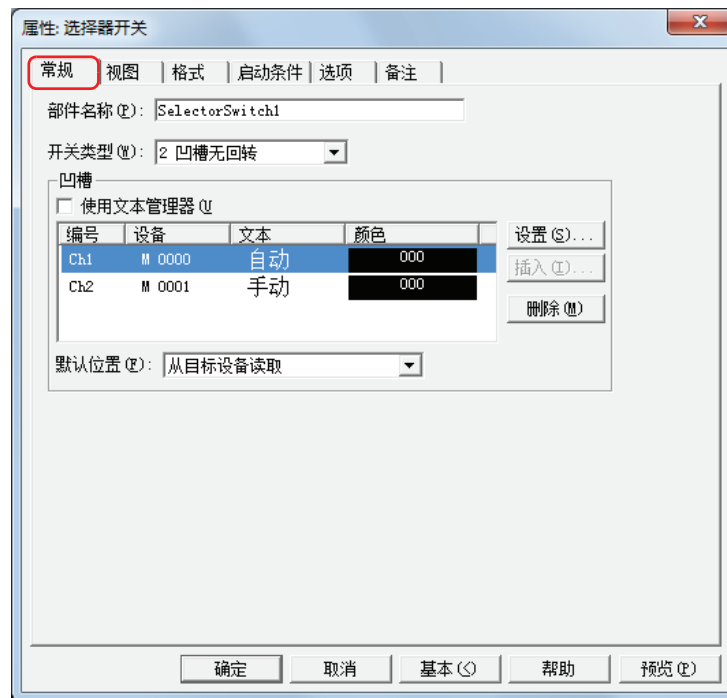 属性: 选择器开关
常规 视图 格式 启动条件 选项 备注
部件名称(P): SelectorSwitch1
开关类型(W): 2 凹槽无回转
凹槽
使用文本管理器(U
编号 设备 文本 颜色
Ch1 M 0000 自动 000
Ch2 M 0001 手动 000
设置(S)...
插入(I)...
删除(M)
默认位置(F): 从目标设备读取
确定 取消 基本(<) 帮助 预览(P)